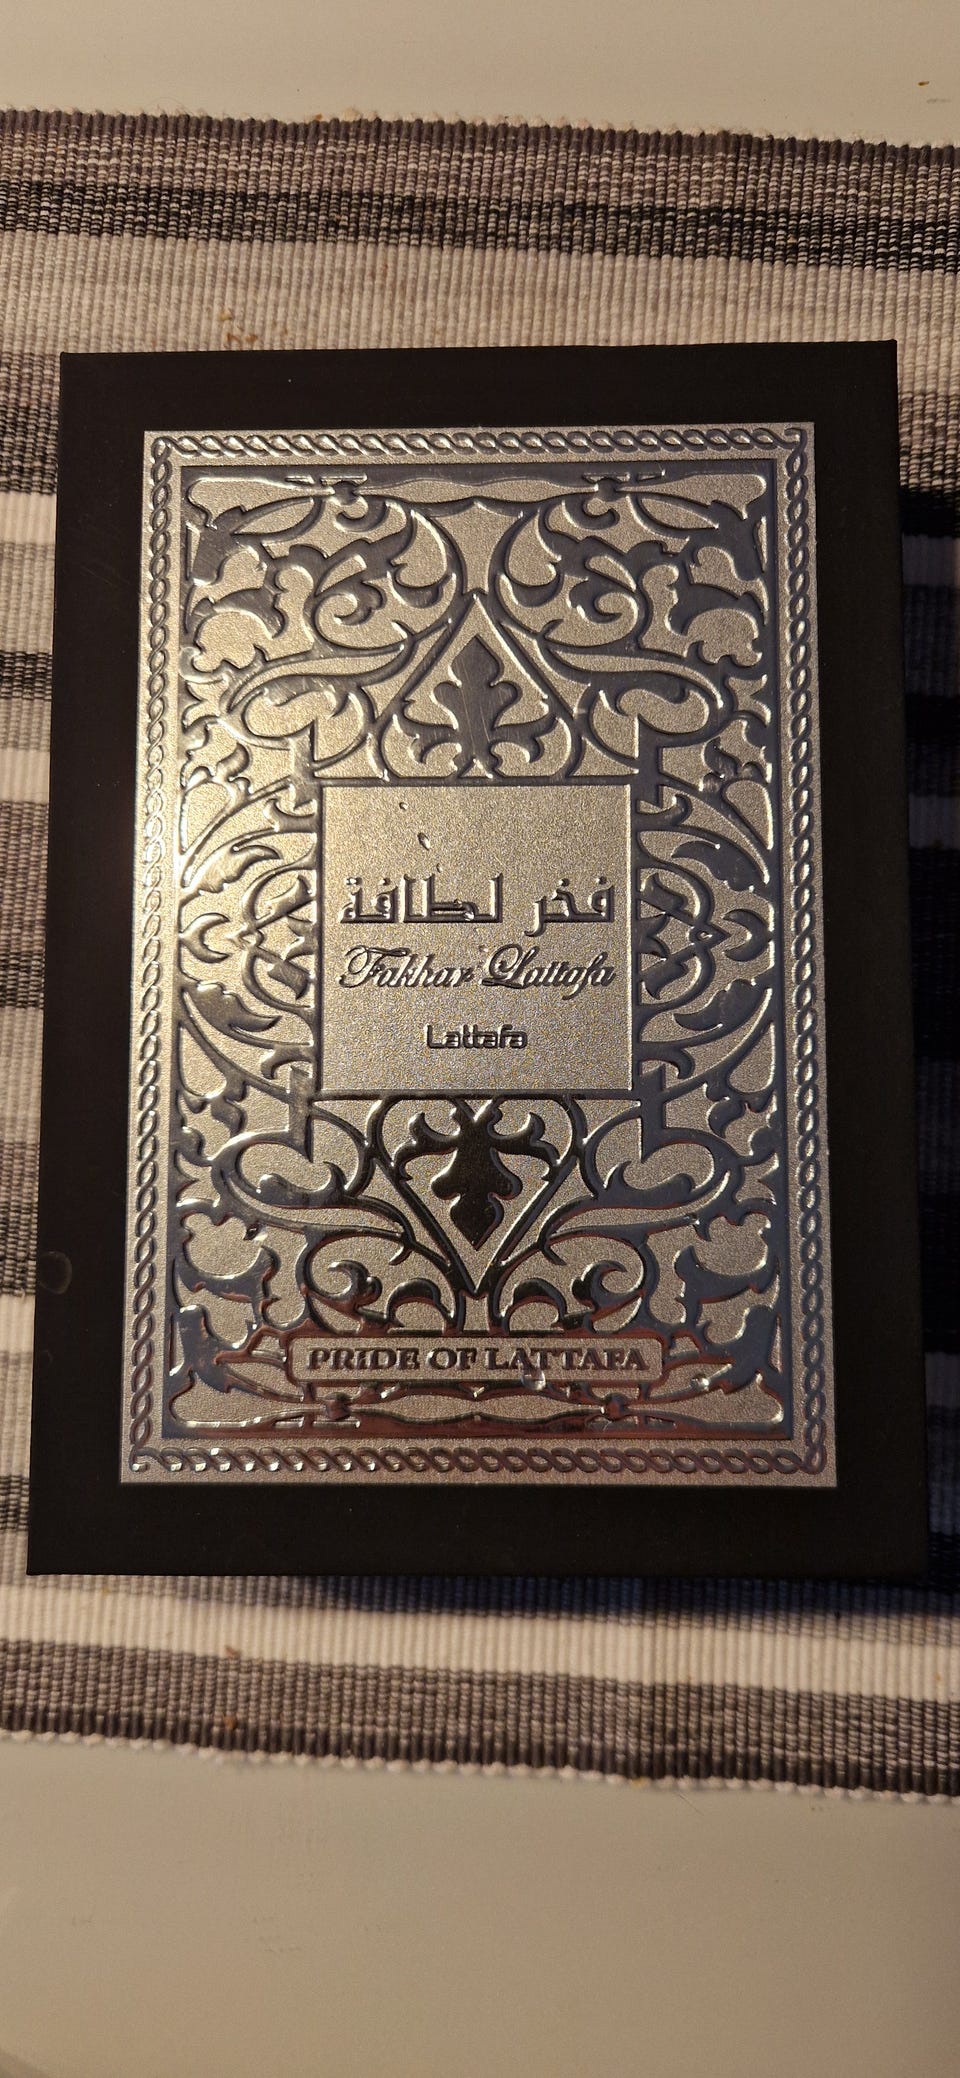 فخر لطافة
Fakhar Lattafa
Lattafa
PRIDE OF LATTAFA